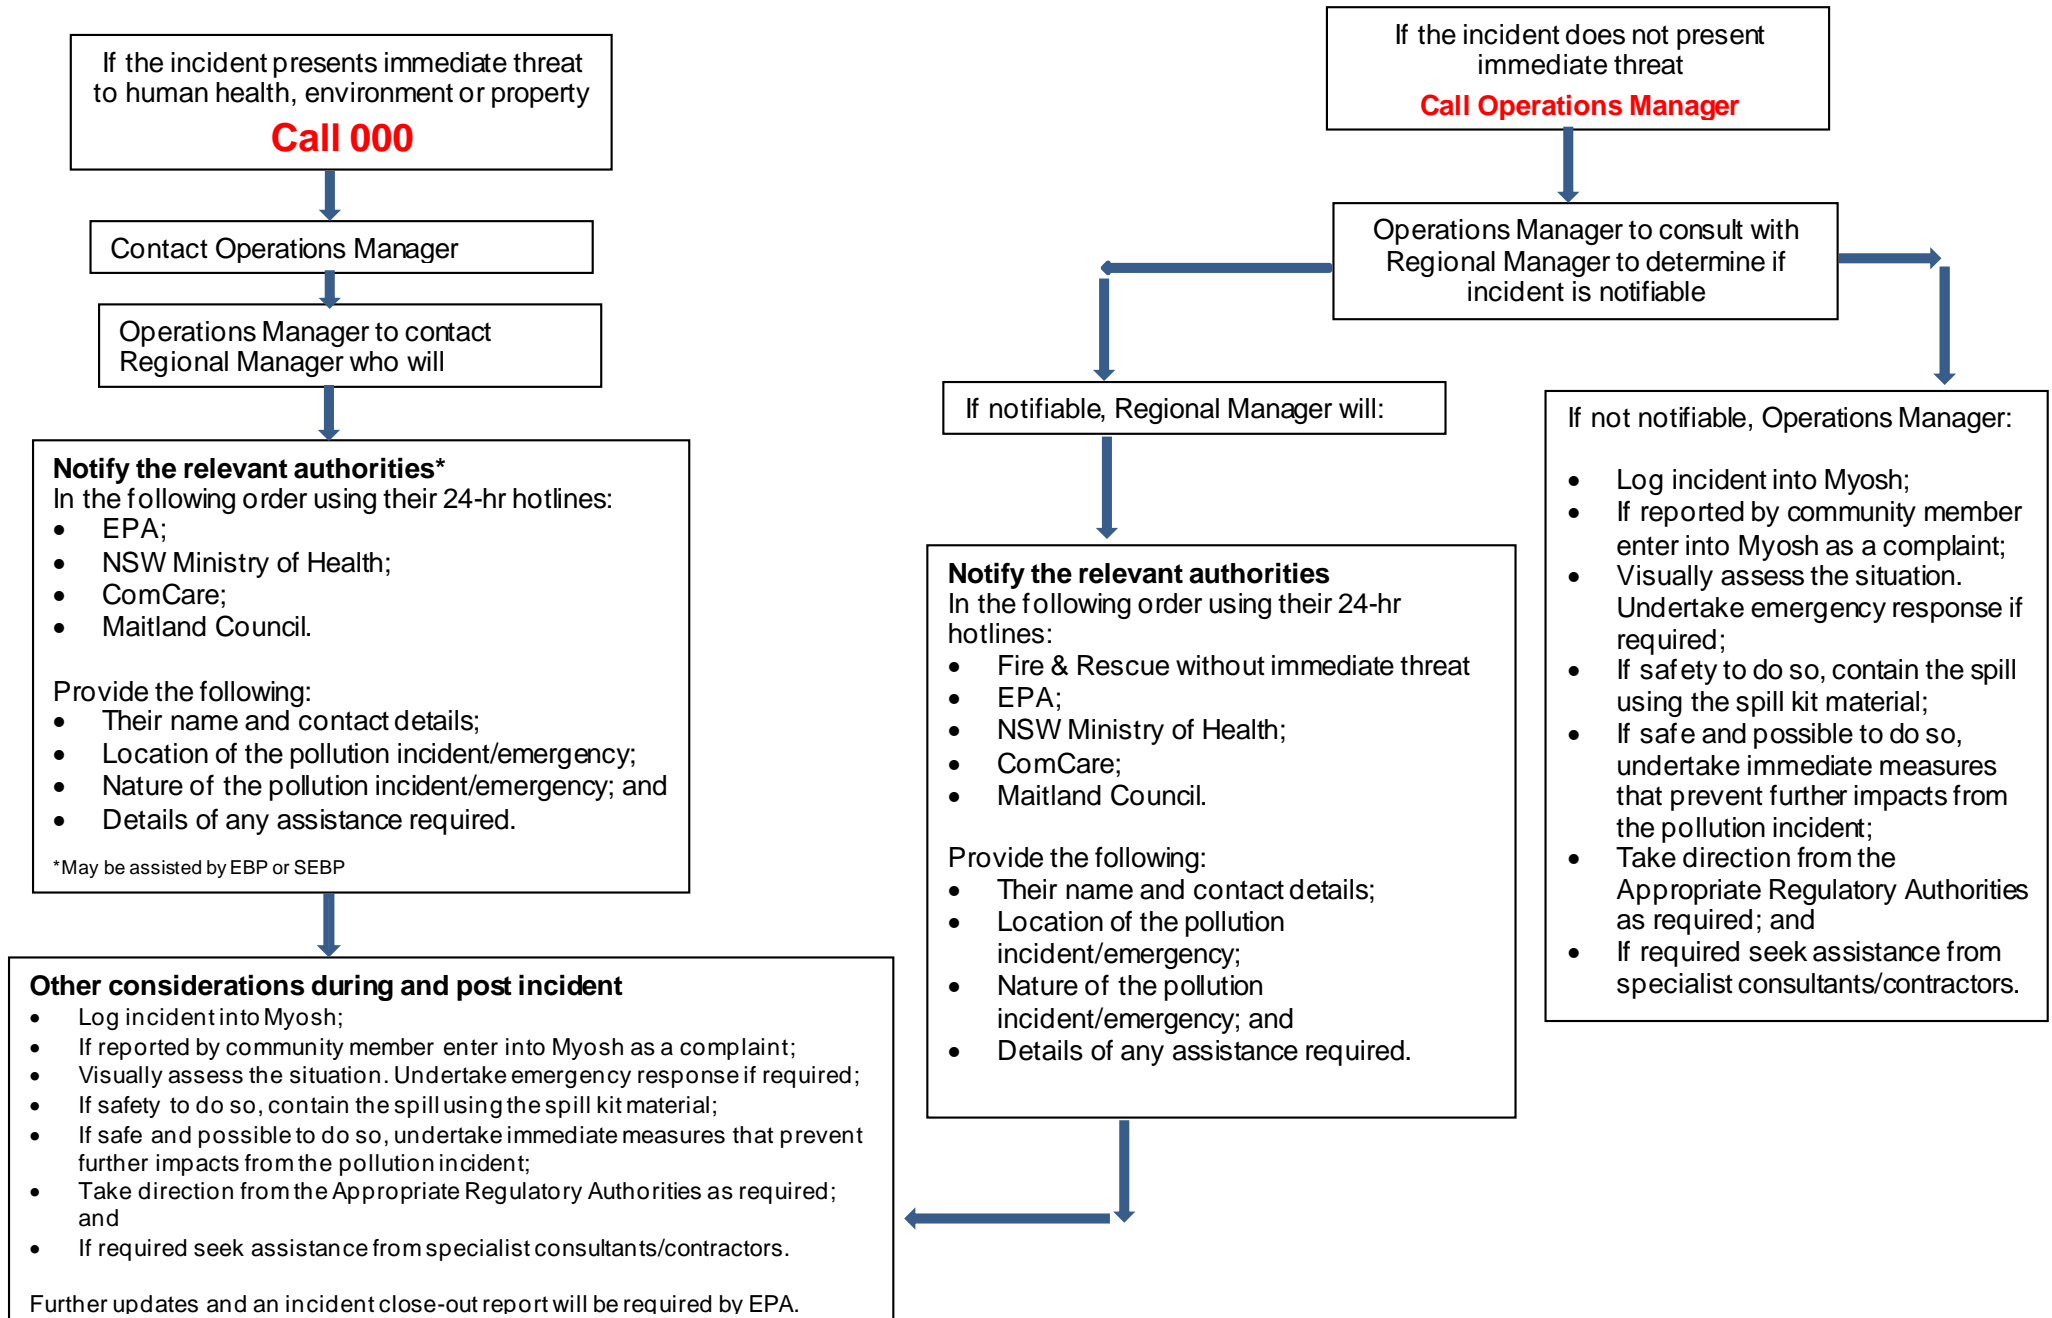 If the incident presents immediate threat
to human health, environment or property
Call 000
Contact Operations Manager
Operations Manager to contact
Regional Manager who will
Notify the relevant authorities*
In the following order using their 24-hr hotlines:
• EPA;
• NSW Ministry of Health;
• ComCare;
• Maitland Council.
Provide the following:
• Their name and contact details;
• Location of the pollution incident/emergency;
• Nature of the pollution incident/emergency; and
• Details of any assistance required.
*May be assisted by EBP or SEBP
Other considerations during and post incident
• Log incident into Myosh;
• If reported by community member enter into Myosh as a complaint;
• Visually assess the situation. Undertake emergency response if required;
• If safety to do so, contain the spill using the spill kit material;
• If safe and possible to do so, undertake immediate measures that prevent
further impacts from the pollution incident;
• Take direction from the Appropriate Regulatory Authorities as required;
and
• If required seek assistance from specialist consultants/contractors.
Further updates and an incident close-out report will be required by EPA.
If the incident does not present
immediate threat
Call Operations Manager
Operations Manager to consult with
Regional Manager to determine if
incident is notifiable
If notifiable, Regional Manager will:
Notify the relevant authorities
In the following order using their 24-hr
hotlines:
• Fire & Rescue without immediate threat
• EPA;
• NSW Ministry of Health;
• ComCare;
• Maitland Council.
Provide the following:
• Their name and contact details;
• Location of the pollution
incident/emergency;
• Nature of the pollution
incident/emergency; and
• Details of any assistance required.
If not notifiable, Operations Manager:
• Log incident into Myosh;
• If reported by community member
enter into Myosh as a complaint;
• Visually assess the situation.
Undertake emergency response if
required;
• If safety to do so, contain the spill
using the spill kit material;
• If safe and possible to do so,
undertake immediate measures
that prevent further impacts from
the pollution incident;
• Take direction from the
Appropriate Regulatory Authorities
as required; and
• If required seek assistance from
specialist consultants/contractors.